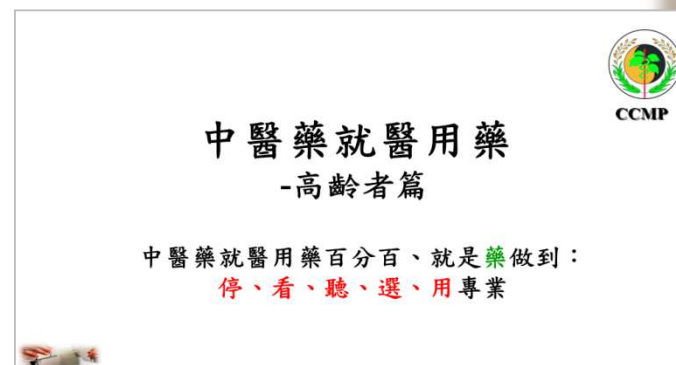 CCMP
中醫藥就醫用藥
-高齡者篇
中醫藥就醫用藥百分百、就是藥做到：
停、看、聽、選、用專業